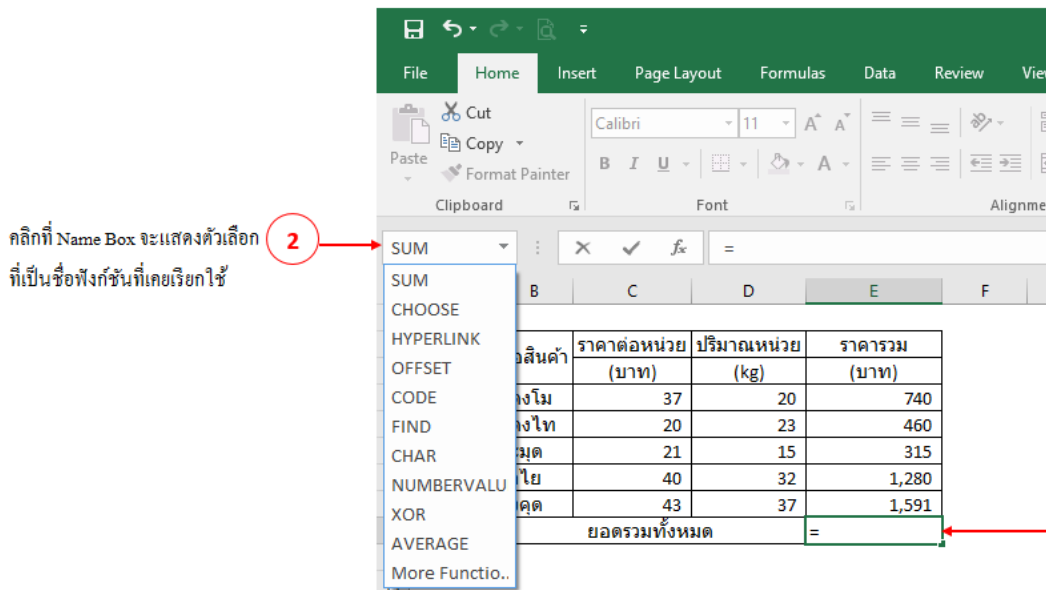 File Home Insert Page Layout Formulas Data Review View
Cut
Copy
Paste
Format Painter
Calibri 11
B I U
Clipboard Font
คลิกที่ Name Box จะแสดงตัวเลือก 2
ที่เป็นชื่อฟังก์ชันที่เคยเรียกใช้
SUM fx =
SUM
CHOOSE
HYPERLINK
OFFSET
CODE
FIND
CHAR
NUMBERVALU
XOR
AVERAGE
More Functio..
B C D E F
ราคาต่อหน่วย ปริมาณหน่วย ราคารวม
(บาท) (kg) (บาท)
37 20 740
20 23 460
21 15 315
40 32 1,280
43 37 1,591
ยอดรวมทั้งหมด =